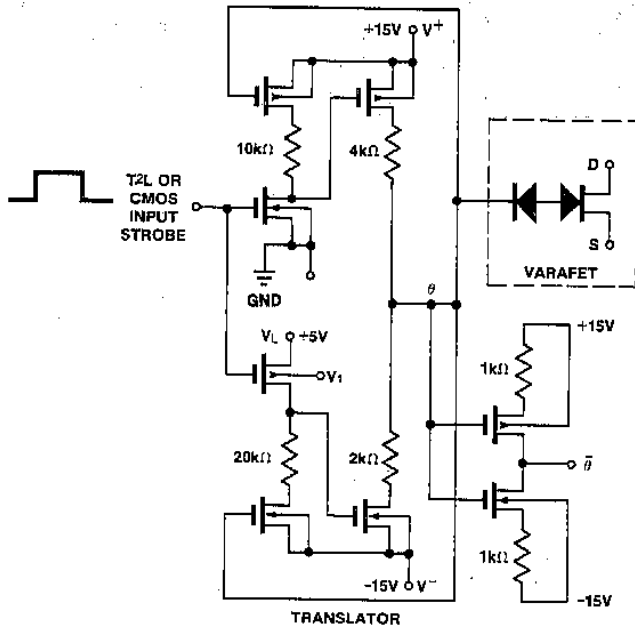 +15V V⁺
10kΩ 4kΩ
T²L OR
CMOS
INPUT
STROBE
GND
D
S
VARAFET
θ
V_L +5V
V₁
20kΩ 2kΩ
-15V V⁻
+15V
1kΩ
θ̄
1kΩ
-15V
TRANSLATOR